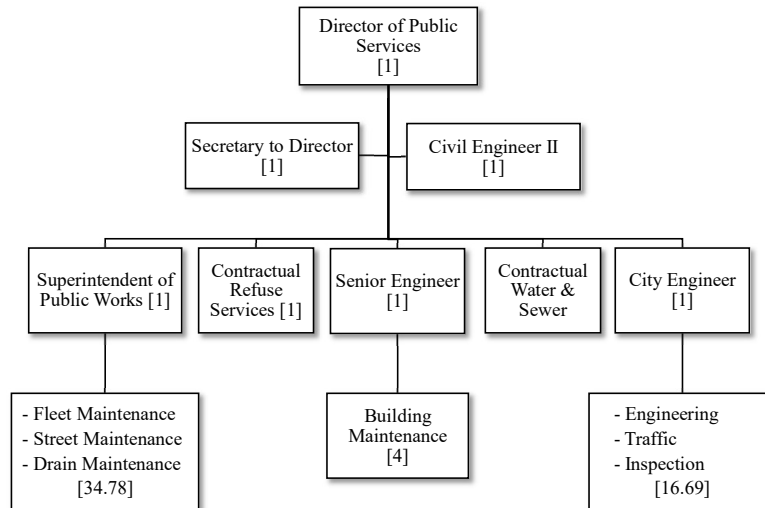 Director of Public
Services
[1]
Secretary to Director
[1]
Civil Engineer II
[1]
Superintendent of
Public Works [1]
Contractual
Refuse
Services [1]
Senior Engineer
[1]
Contractual
Water &
Sewer
City Engineer
[1]
- Fleet Maintenance
- Street Maintenance
- Drain Maintenance
[34.78]
Building
Maintenance
[4]
- Engineering
- Traffic
- Inspection
[16.69]